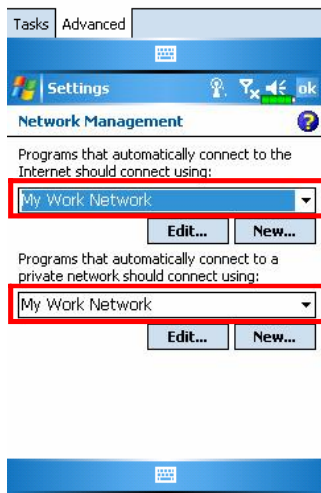 Tasks Advanced
Settings ok
Network Management ?
Programs that automatically connect to the
Internet should connect using:
My Work Network
Edit... New...
Programs that automatically connect to a
private network should connect using:
My Work Network
Edit... New...